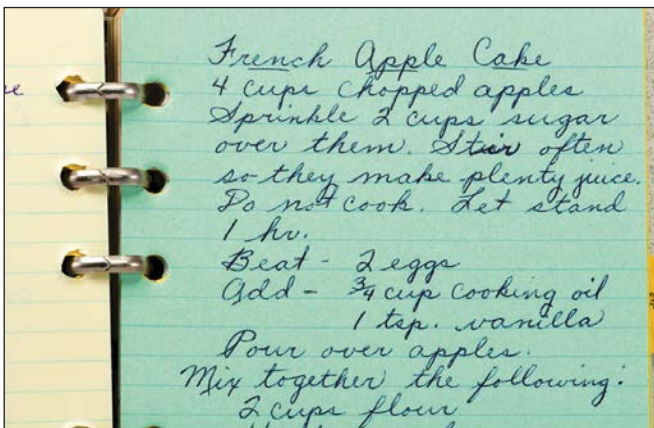 French Apple Cake
4 cups chopped apples
Sprinkle 2 cups sugar
over them. Stir often
so they make plenty juice.
Do not cook. Let stand
1 hr.
Beat - 2 eggs
Add - 3/4 cup cooking oil
1 tsp. vanilla
Pour over apples.
Mix together the following:
2 cups flour